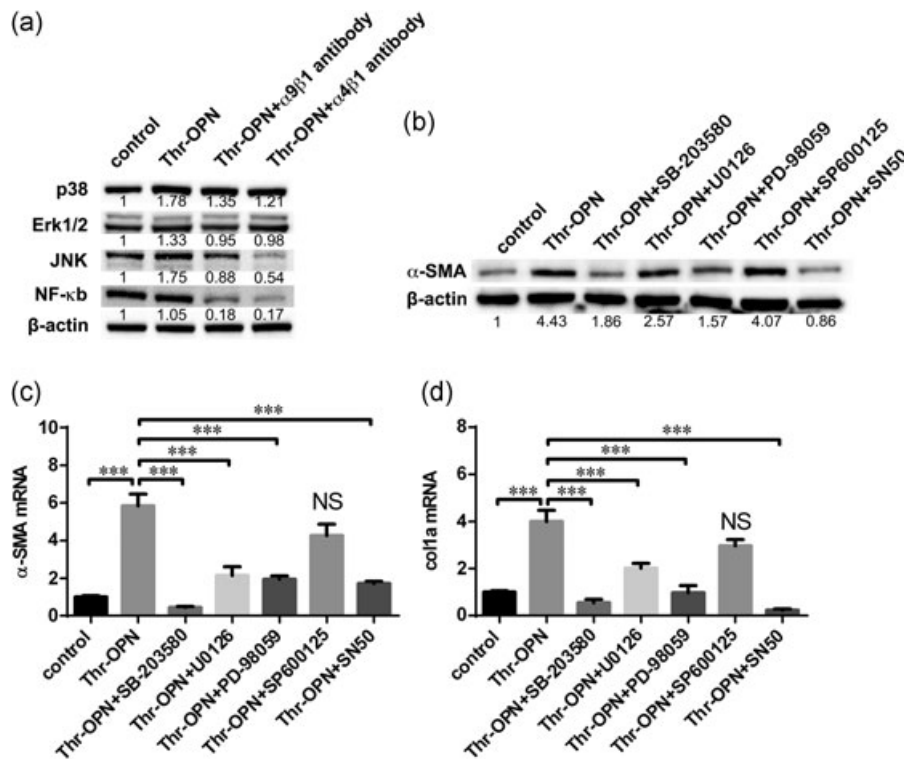 (a)
control
Thr-OPN
Thr-OPN+α9β1 antibody
Thr-OPN+α4β1 antibody
p38
1 1.78 1.35 1.21
Erk1/2
1 1.33 0.95 0.98
JNK
1 1.75 0.88 0.54
NF-κb
1 1.05 0.18 0.17
β-actin
(b)
control
Thr-OPN
Thr-OPN+SB-203580
Thr-OPN+U0126
Thr-OPN+PD-98059
Thr-OPN+SP600125
Thr-OPN+SN50
α-SMA
β-actin
1 4.43 1.86 2.57 1.57 4.07 0.86
(c)
α-SMA mRNA
8
6
4
2
0
***
***
***
*** ***
NS
control
Thr-OPN
Thr-OPN+SB-203580
Thr-OPN+U0126
Thr-OPN+PD-98059
Thr-OPN+SP600125
Thr-OPN+SN50
(d)
col1a mRNA
8
6
4
2
0
***
***
***
*** ***
NS
control
Thr-OPN
Thr-OPN+SB-203580
Thr-OPN+U0126
Thr-OPN+PD-98059
Thr-OPN+SP600125
Thr-OPN+SN50